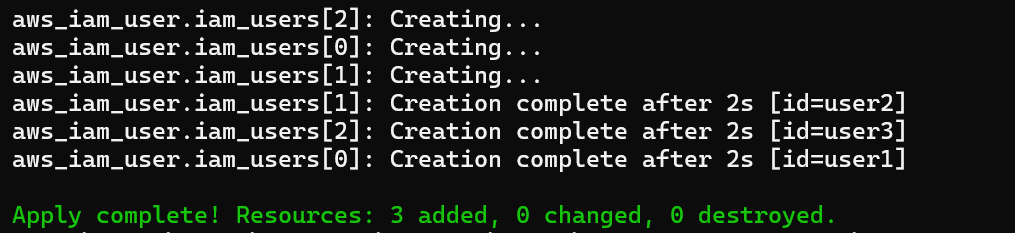 aws_iam_user.iam_users[2]: Creating...
aws_iam_user.iam_users[0]: Creating...
aws_iam_user.iam_users[1]: Creating...
aws_iam_user.iam_users[1]: Creation complete after 2s [id=user2]
aws_iam_user.iam_users[2]: Creation complete after 2s [id=user3]
aws_iam_user.iam_users[0]: Creation complete after 2s [id=user1]
Apply complete! Resources: 3 added, 0 changed, 0 destroyed.